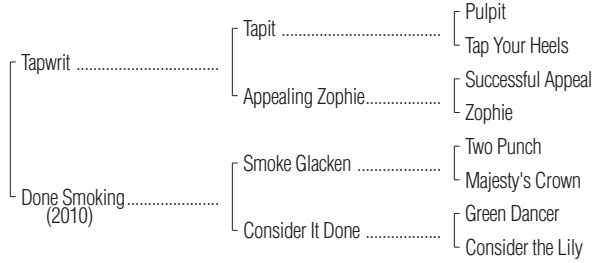 Pulpit
Tapit ........................................
Tap Your Heels
Tapwrit ....................................
Successful Appeal
Appealing Zophie...................
Zophie
Two Punch
Smoke Glacken .....................
Majesty's Crown
Done Smoking.......................
(2010)
Green Dancer
Consider It Done ...................
Consider the Lily